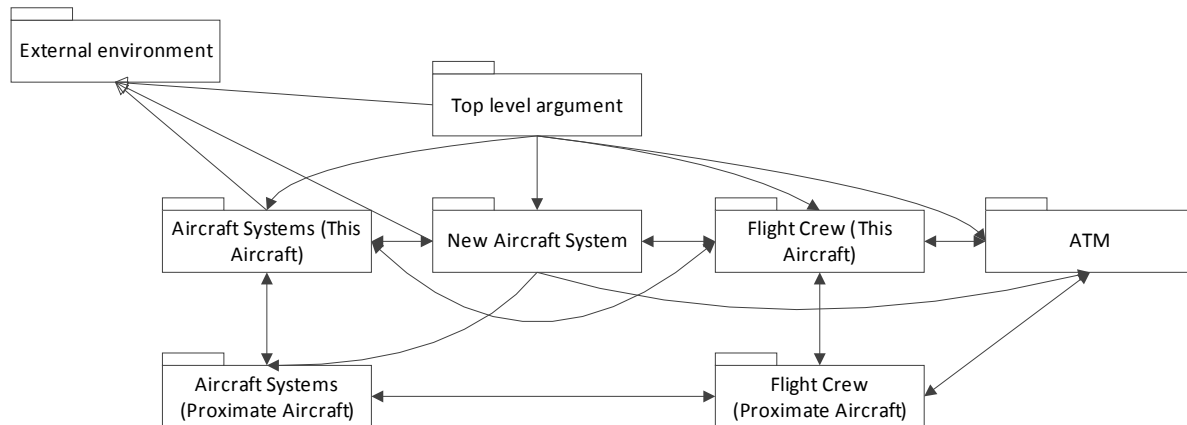 External environment
Top level argument
Aircraft Systems (This
Aircraft)
New Aircraft System
Flight Crew (This
Aircraft)
ATM
Aircraft Systems
(Proximate Aircraft)
Flight Crew
(Proximate Aircraft)